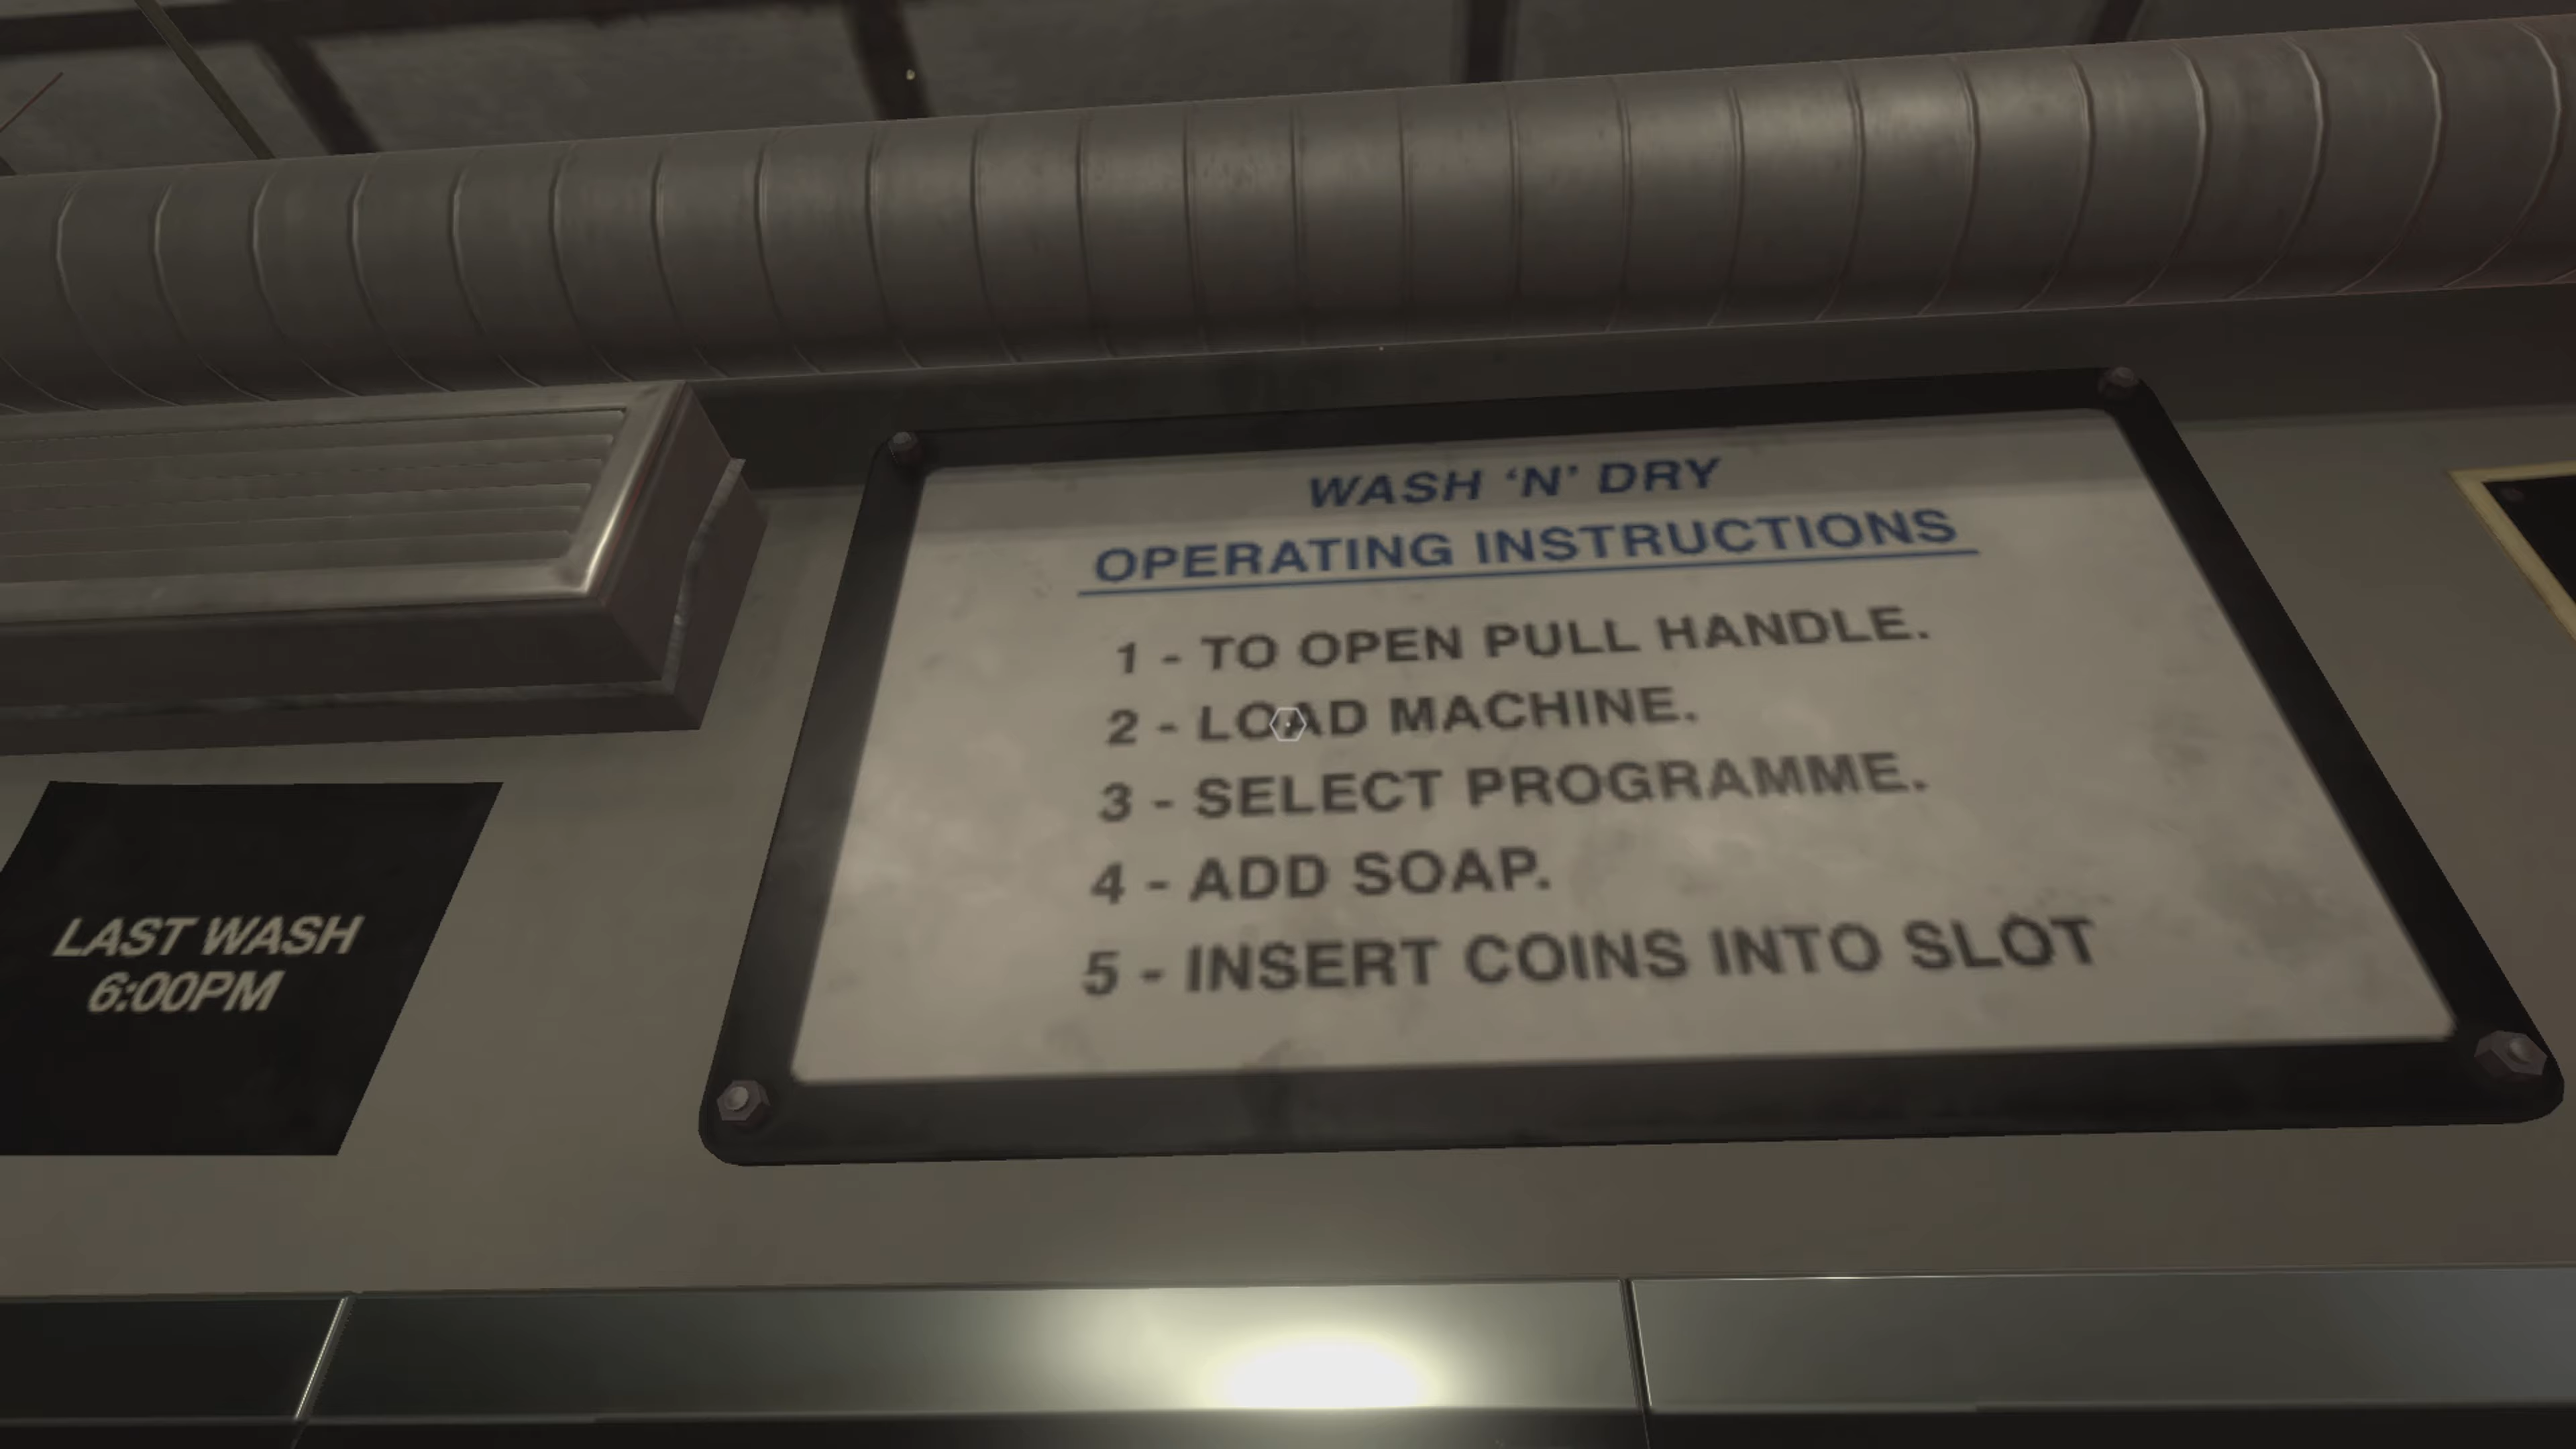 WASH ‘N’ DRY
OPERATING INSTRUCTIONS
1 - TO OPEN PULL HANDLE.
2 - LOAD MACHINE.
3 - SELECT PROGRAMME.
4 - ADD SOAP.
5 - INSERT COINS INTO SLOT
LAST WASH
6:00PM